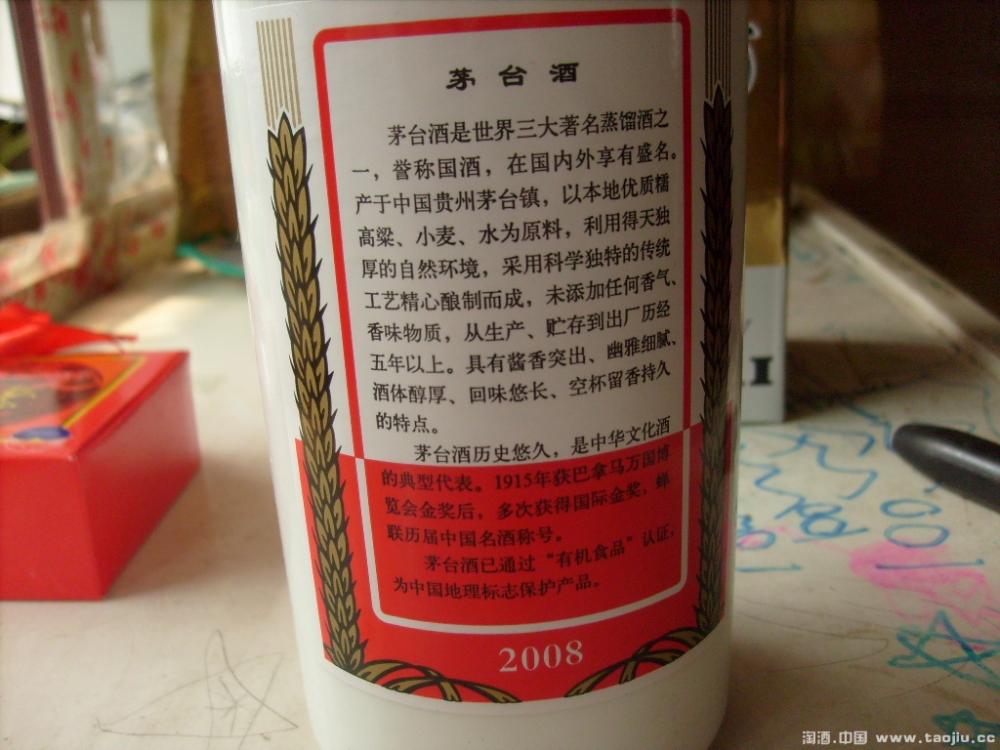 茅台酒
茅台酒是世界三大著名蒸馏酒之
一，誉称国酒，在国内外享有盛名。
产于中国贵州茅台镇，以本地优质糯
高粱、小麦、水为原料，利用得天独
厚的自然环境，采用科学独特的传统
工艺精心酿制而成，未添加任何香气、
香味物质，从生产、贮存到出厂历经
五年以上。具有酱香突出、幽雅细腻、
酒体醇厚、回味悠长、空杯留香持久
的特点。
茅台酒历史悠久，是中华文化酒
的典型代表。1915年获巴拿马万国博
览会金奖后，多次获得国际金奖，蝉
联历届中国名酒称号。
茅台酒已通过“有机食品”认证，
为中国地理标志保护产品。
2008
淘酒.中国 www.taojiu.cc